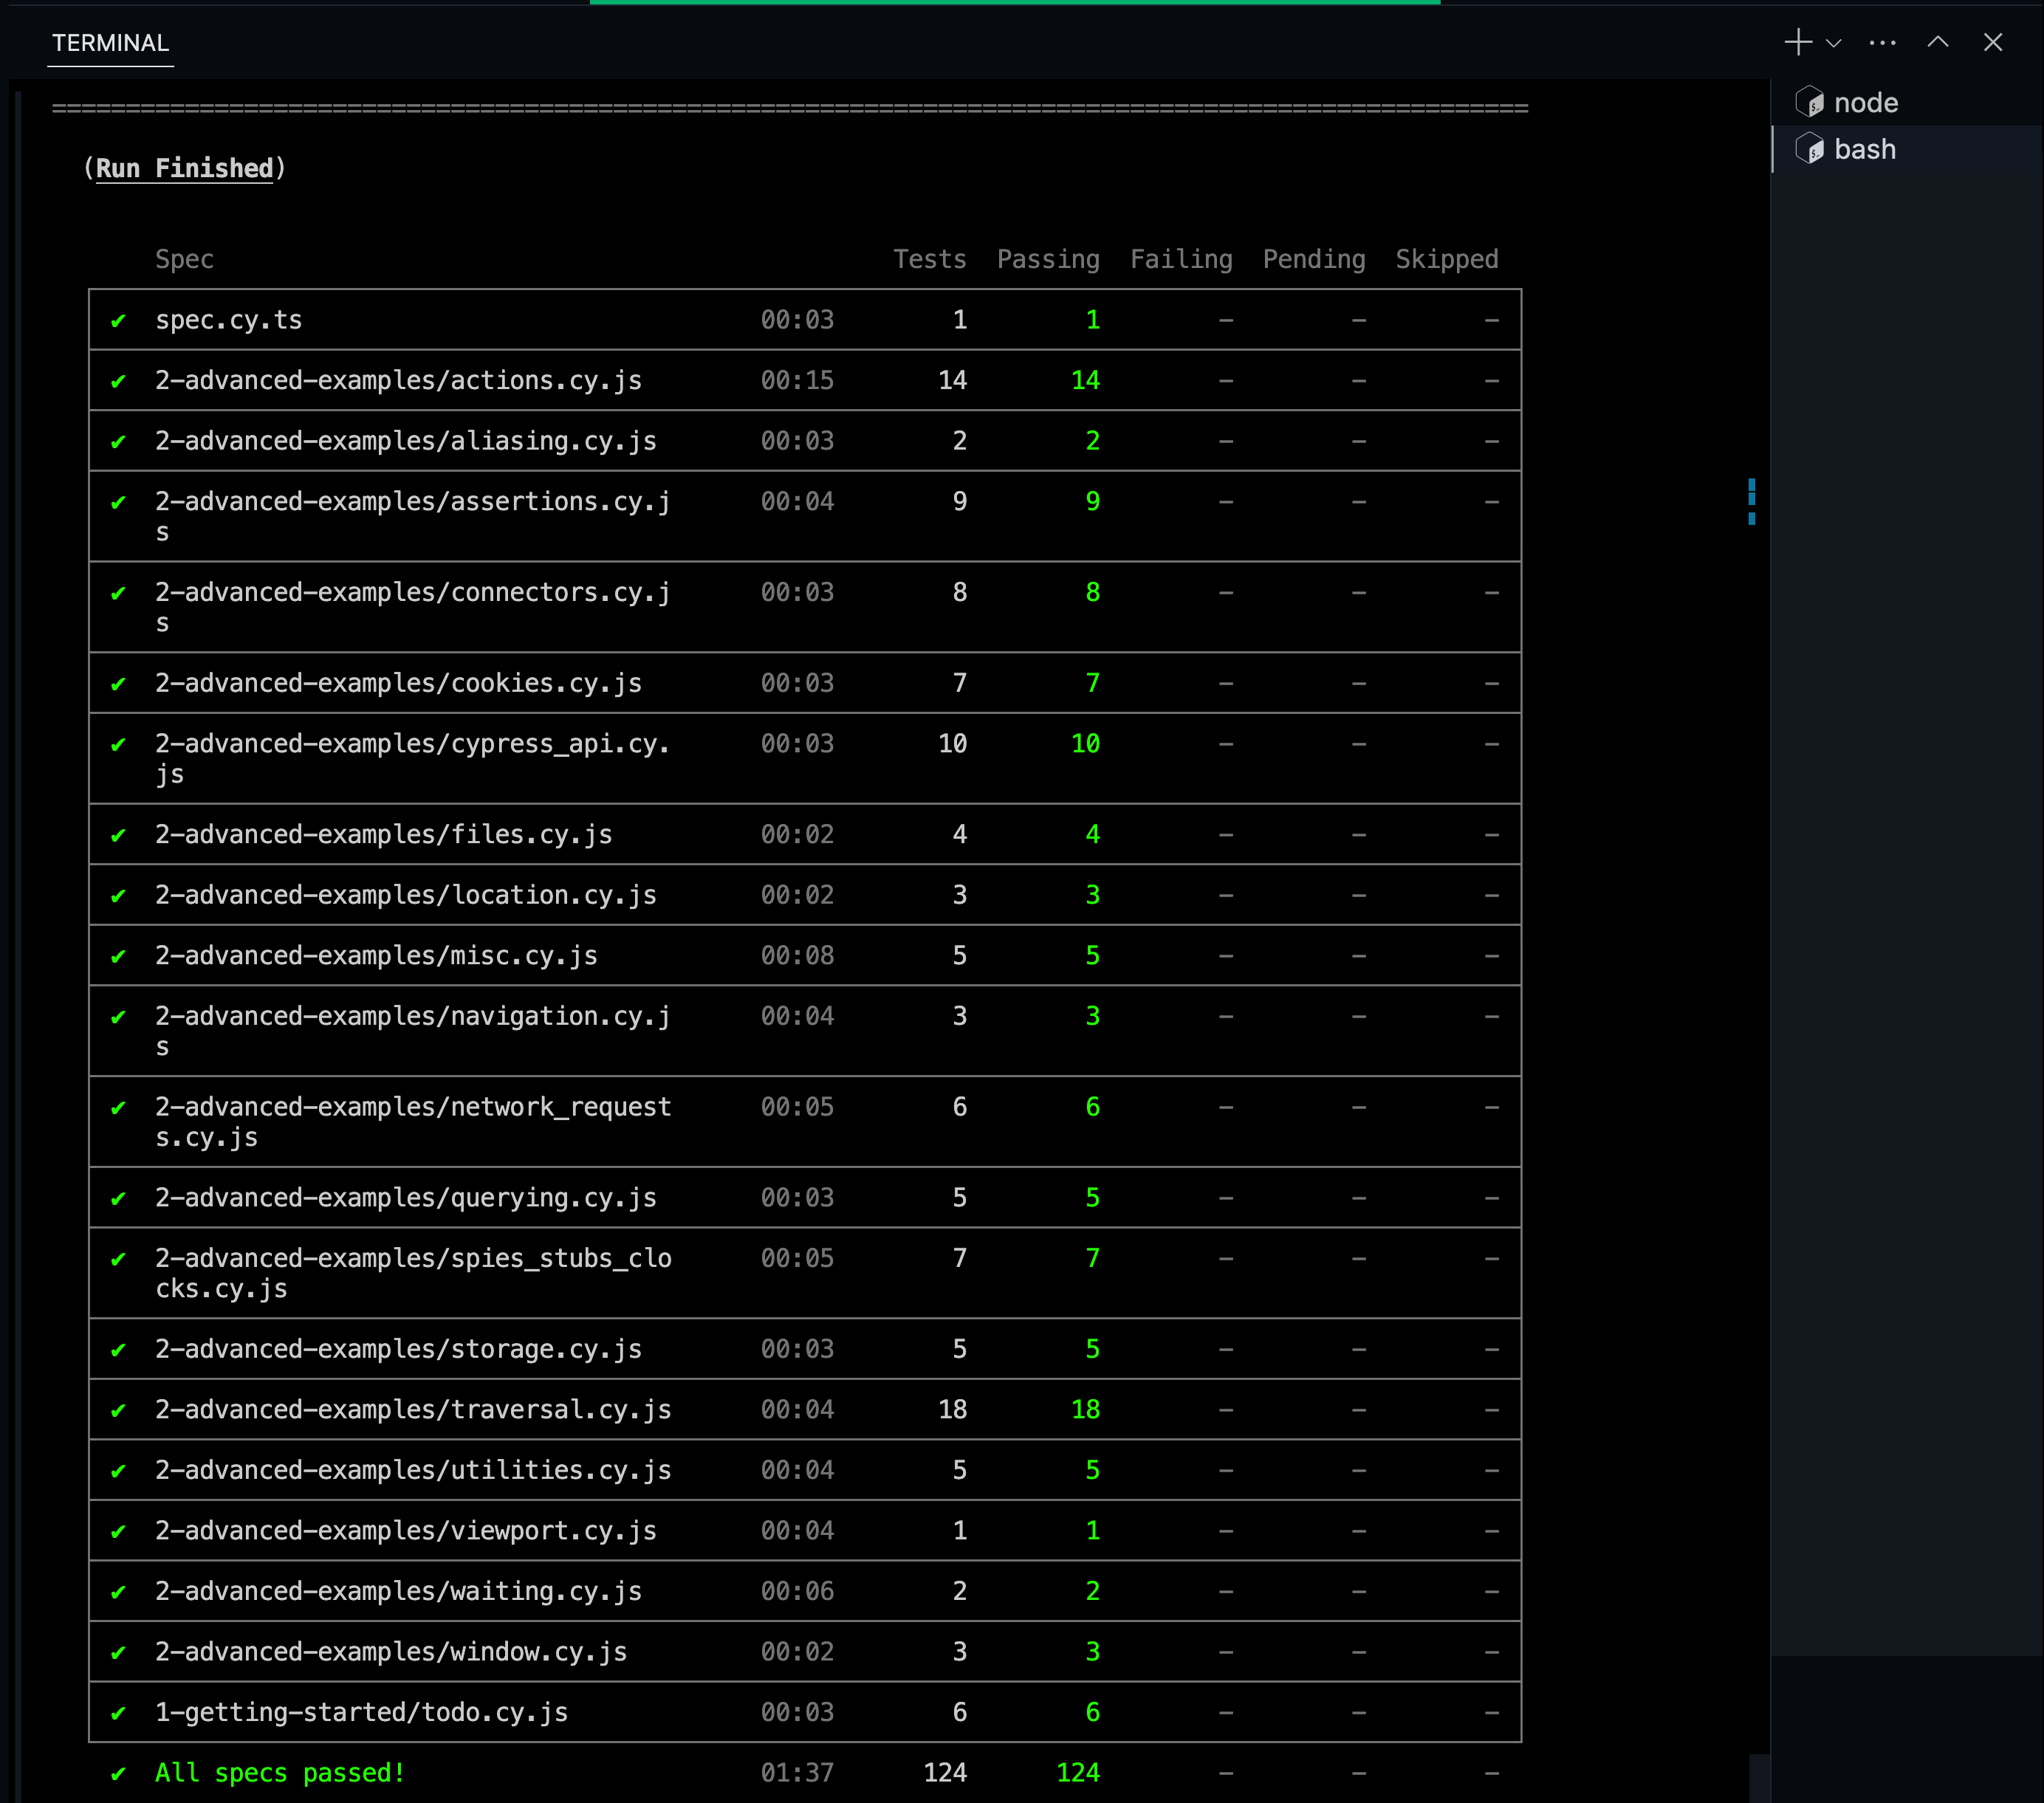 TERMINAL
node
bash
====================================================================================================
(Run Finished)
Spec Tests Passing Failing Pending Skipped
✔ spec.cy.ts 00:03 1 1 - - -
✔ 2-advanced-examples/actions.cy.js 00:15 14 14 - - -
✔ 2-advanced-examples/aliasing.cy.js 00:03 2 2 - - -
✔ 2-advanced-examples/assertions.cy.j 00:04 9 9 - - -
s
✔ 2-advanced-examples/connectors.cy.j 00:03 8 8 - - -
s
✔ 2-advanced-examples/cookies.cy.js 00:03 7 7 - - -
✔ 2-advanced-examples/cypress_api.cy. 00:03 10 10 - - -
js
✔ 2-advanced-examples/files.cy.js 00:02 4 4 - - -
✔ 2-advanced-examples/location.cy.js 00:02 3 3 - - -
✔ 2-advanced-examples/misc.cy.js 00:08 5 5 - - -
✔ 2-advanced-examples/navigation.cy.j 00:04 3 3 - - -
s
✔ 2-advanced-examples/network_request 00:05 6 6 - - -
s.cy.js
✔ 2-advanced-examples/querying.cy.js 00:03 5 5 - - -
✔ 2-advanced-examples/spies_stubs_clo 00:05 7 7 - - -
cks.cy.js
✔ 2-advanced-examples/storage.cy.js 00:03 5 5 - - -
✔ 2-advanced-examples/traversal.cy.js 00:04 18 18 - - -
✔ 2-advanced-examples/utilities.cy.js 00:04 5 5 - - -
✔ 2-advanced-examples/viewport.cy.js 00:04 1 1 - - -
✔ 2-advanced-examples/waiting.cy.js 00:06 2 2 - - -
✔ 2-advanced-examples/window.cy.js 00:02 3 3 - - -
✔ 1-getting-started/todo.cy.js 00:03 6 6 - - -
✔ All specs passed! 01:37 124 124 - - -